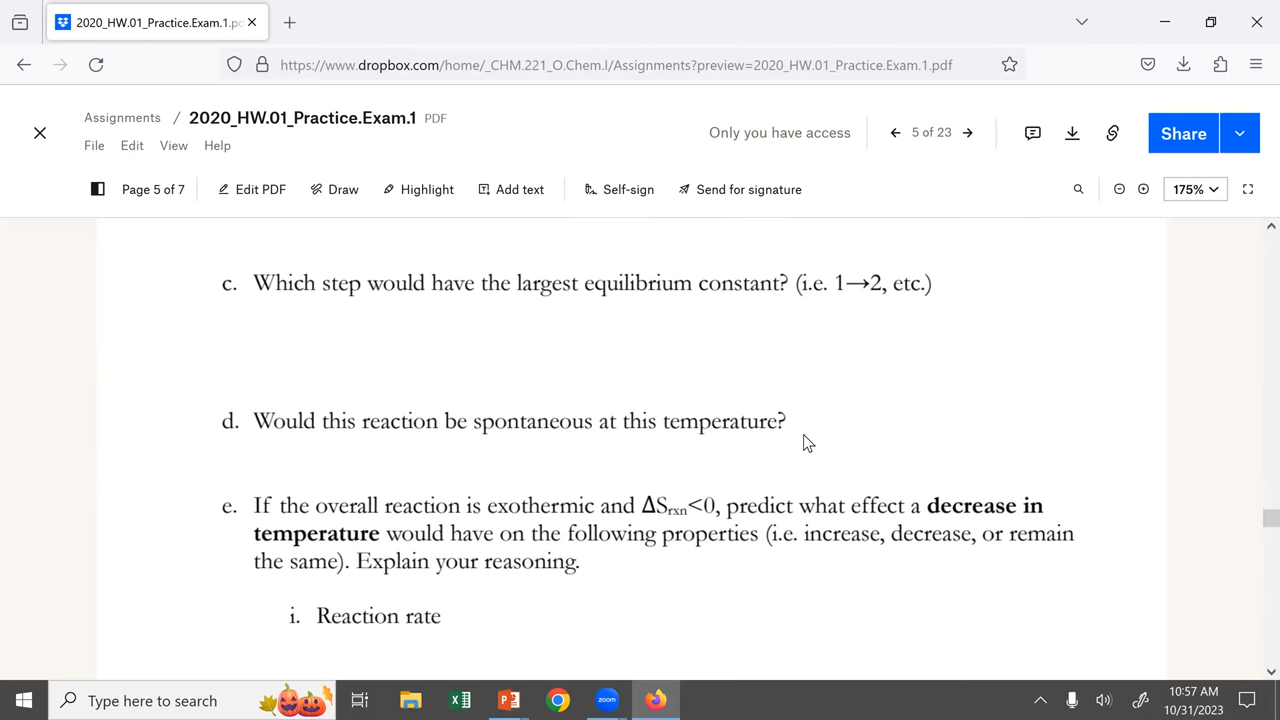 2020_HW.01_Practice.Exam.1.pd
https://www.dropbox.com/home/_CHM.221_O.Chem.I/Assignments?preview=2020_HW.01_Practice.Exam.1.pdf
Assignments / 2020_HW.01_Practice.Exam.1 PDF
File Edit View Help
Only you have access
5 of 23
Share
Page 5 of 7
Edit PDF
Draw
Highlight
Add text
Self-sign
Send for signature
175%
c. Which step would have the largest equilibrium constant? (i.e. 1→2, etc.)
d. Would this reaction be spontaneous at this temperature?
e. If the overall reaction is exothermic and ΔSrxn<0, predict what effect a decrease in
temperature would have on the following properties (i.e. increase, decrease, or remain
the same). Explain your reasoning.
i. Reaction rate
Type here to search
zoom
10:57 AM
10/31/2023